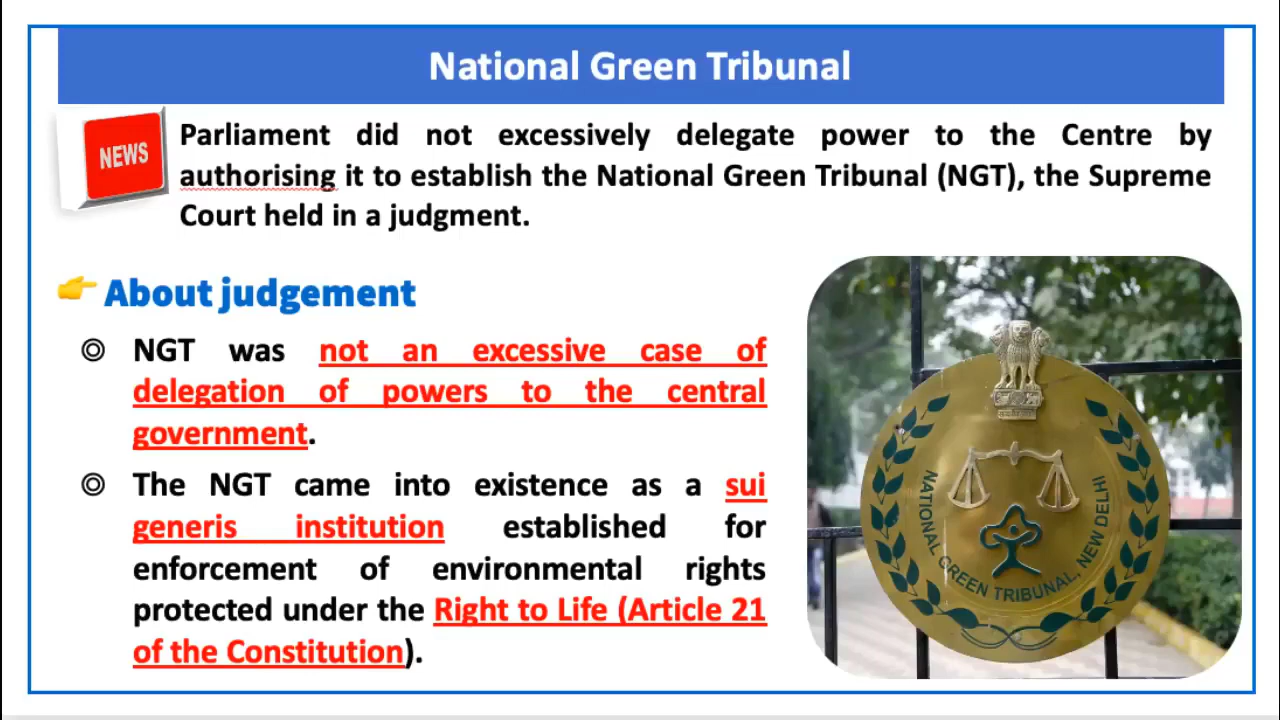 National Green Tribunal
NEWS
Parliament did not excessively delegate power to the Centre by
authorising it to establish the National Green Tribunal (NGT), the Supreme
Court held in a judgment.
About judgement
NGT was not an excessive case of
delegation of powers to the central
government.
The NGT came into existence as a sui
generis institution established for
enforcement of environmental rights
protected under the Right to Life (Article 21
of the Constitution).
NATIONAL GREEN TRIBUNAL, NEW DELHI